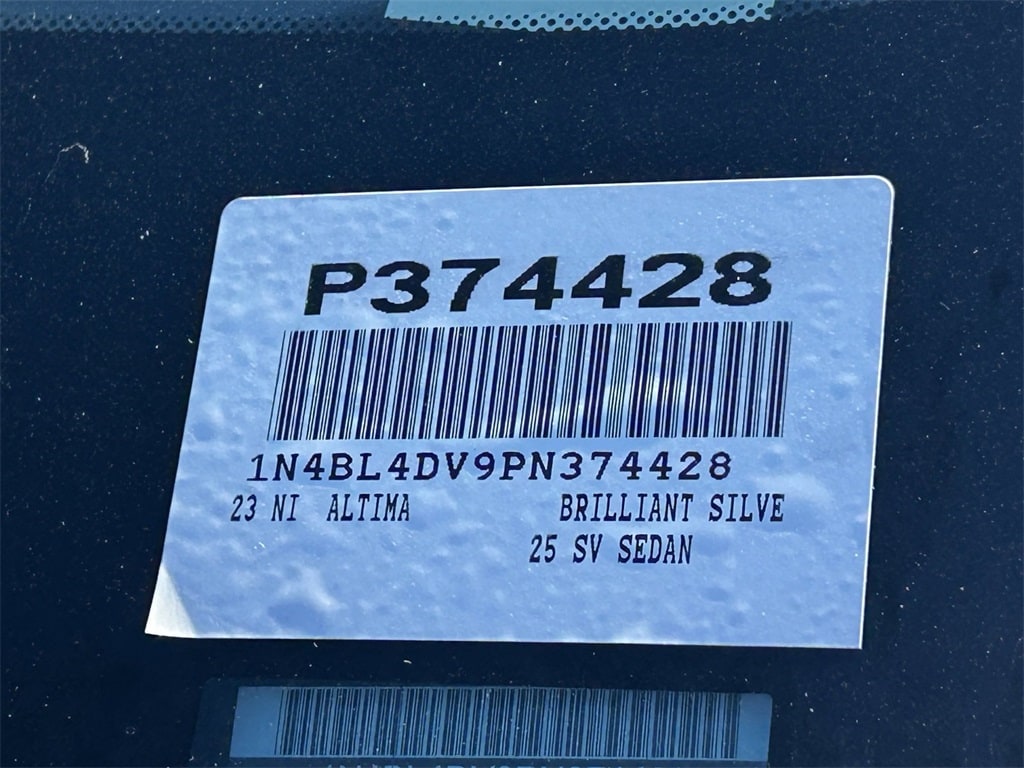 P374428
1N4BL4DV9PN374428
23 NI ALTIMA BRILLIANT SILVE
25 SV SEDAN